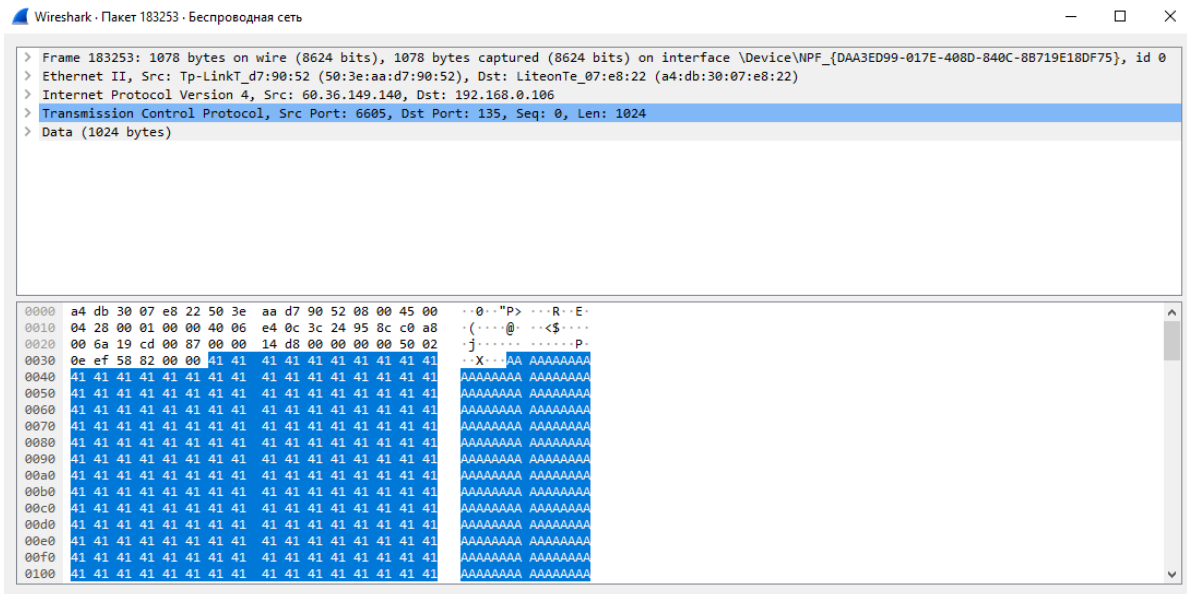 Wireshark · Пакет 183253 · Беспроводная сеть
> Frame 183253: 1078 bytes on wire (8624 bits), 1078 bytes captured (8624 bits) on interface \Device\NPF_{DAA3ED99-017E-408D-840C-8B719E18DF75}, id 0
> Ethernet II, Src: Tp-LinkT_d7:90:52 (50:3e:aa:d7:90:52), Dst: LiteonTe_07:e8:22 (a4:db:30:07:e8:22)
> Internet Protocol Version 4, Src: 60.36.149.140, Dst: 192.168.0.106
> Transmission Control Protocol, Src Port: 6605, Dst Port: 135, Seq: 0, Len: 1024
> Data (1024 bytes)
0000 a4 db 30 07 e8 22 50 3e aa d7 90 52 08 00 45 00 ··0··"P> ···R··E·
0010 04 28 00 01 00 00 40 06 e4 0c 3c 24 95 8c c0 a8 ·(····@· ··<$····
0020 00 6a 19 cd 00 87 00 00 14 d8 00 00 00 00 50 02 ·j······ ······P·
0030 0e ef 58 82 00 00 41 41 41 41 41 41 41 41 41 41 ··X···AA AAAAAAAA
0040 41 41 41 41 41 41 41 41 41 41 41 41 41 41 41 41 AAAAAAAA AAAAAAAA
0050 41 41 41 41 41 41 41 41 41 41 41 41 41 41 41 41 AAAAAAAA AAAAAAAA
0060 41 41 41 41 41 41 41 41 41 41 41 41 41 41 41 41 AAAAAAAA AAAAAAAA
0070 41 41 41 41 41 41 41 41 41 41 41 41 41 41 41 41 AAAAAAAA AAAAAAAA
0080 41 41 41 41 41 41 41 41 41 41 41 41 41 41 41 41 AAAAAAAA AAAAAAAA
0090 41 41 41 41 41 41 41 41 41 41 41 41 41 41 41 41 AAAAAAAA AAAAAAAA
00a0 41 41 41 41 41 41 41 41 41 41 41 41 41 41 41 41 AAAAAAAA AAAAAAAA
00b0 41 41 41 41 41 41 41 41 41 41 41 41 41 41 41 41 AAAAAAAA AAAAAAAA
00c0 41 41 41 41 41 41 41 41 41 41 41 41 41 41 41 41 AAAAAAAA AAAAAAAA
00d0 41 41 41 41 41 41 41 41 41 41 41 41 41 41 41 41 AAAAAAAA AAAAAAAA
00e0 41 41 41 41 41 41 41 41 41 41 41 41 41 41 41 41 AAAAAAAA AAAAAAAA
00f0 41 41 41 41 41 41 41 41 41 41 41 41 41 41 41 41 AAAAAAAA AAAAAAAA
0100 41 41 41 41 41 41 41 41 41 41 41 41 41 41 41 41 AAAAAAAA AAAAAAAA